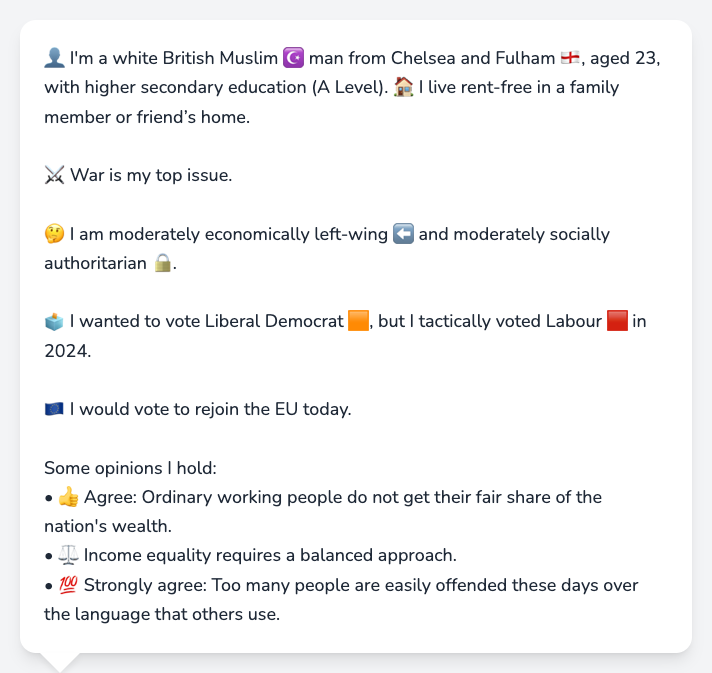 👤 I'm a white British Muslim ☪️ man from Chelsea and Fulham 🏴󠁧󠁢󠁥󠁮󠁧󠁿, aged 23,
with higher secondary education (A Level). 🏠 I live rent-free in a family
member or friend’s home.
⚔️ War is my top issue.
🤔 I am moderately economically left-wing ⬅️ and moderately socially
authoritarian 🔒.
🗳️ I wanted to vote Liberal Democrat 🟧, but I tactically voted Labour 🟥 in
2024.
🇪🇺 I would vote to rejoin the EU today.
Some opinions I hold:
• 👍 Agree: Ordinary working people do not get their fair share of the
nation's wealth.
• ⚖️ Income equality requires a balanced approach.
• 💯 Strongly agree: Too many people are easily offended these days over
the language that others use.